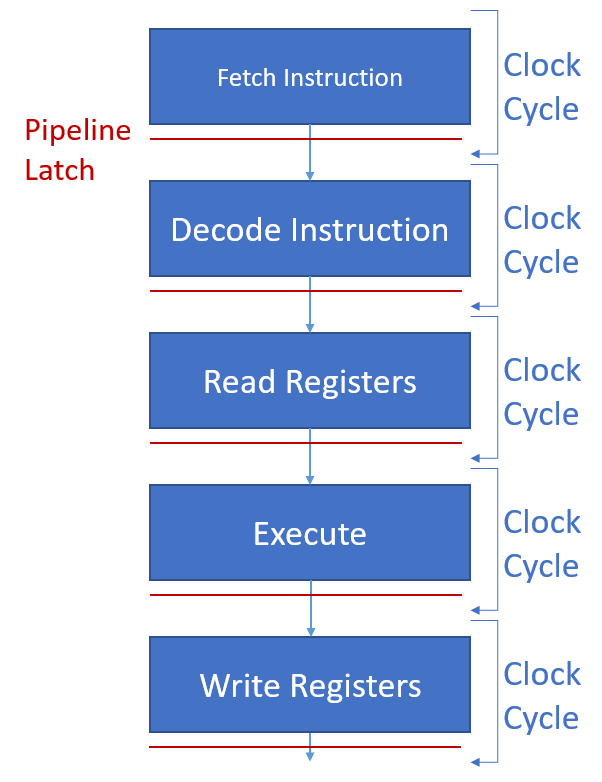 Fetch Instruction
Clock
Cycle
Pipeline
Latch
Decode Instruction
Clock
Cycle
Read Registers
Clock
Cycle
Execute
Clock
Cycle
Write Registers
Clock
Cycle